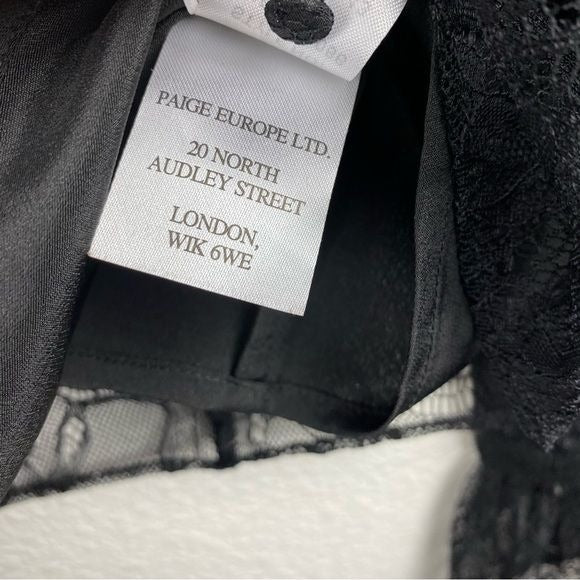 PAIGE EUROPE LTD.
20 NORTH
AUDLEY STREET
LONDON,
WIK 6WE